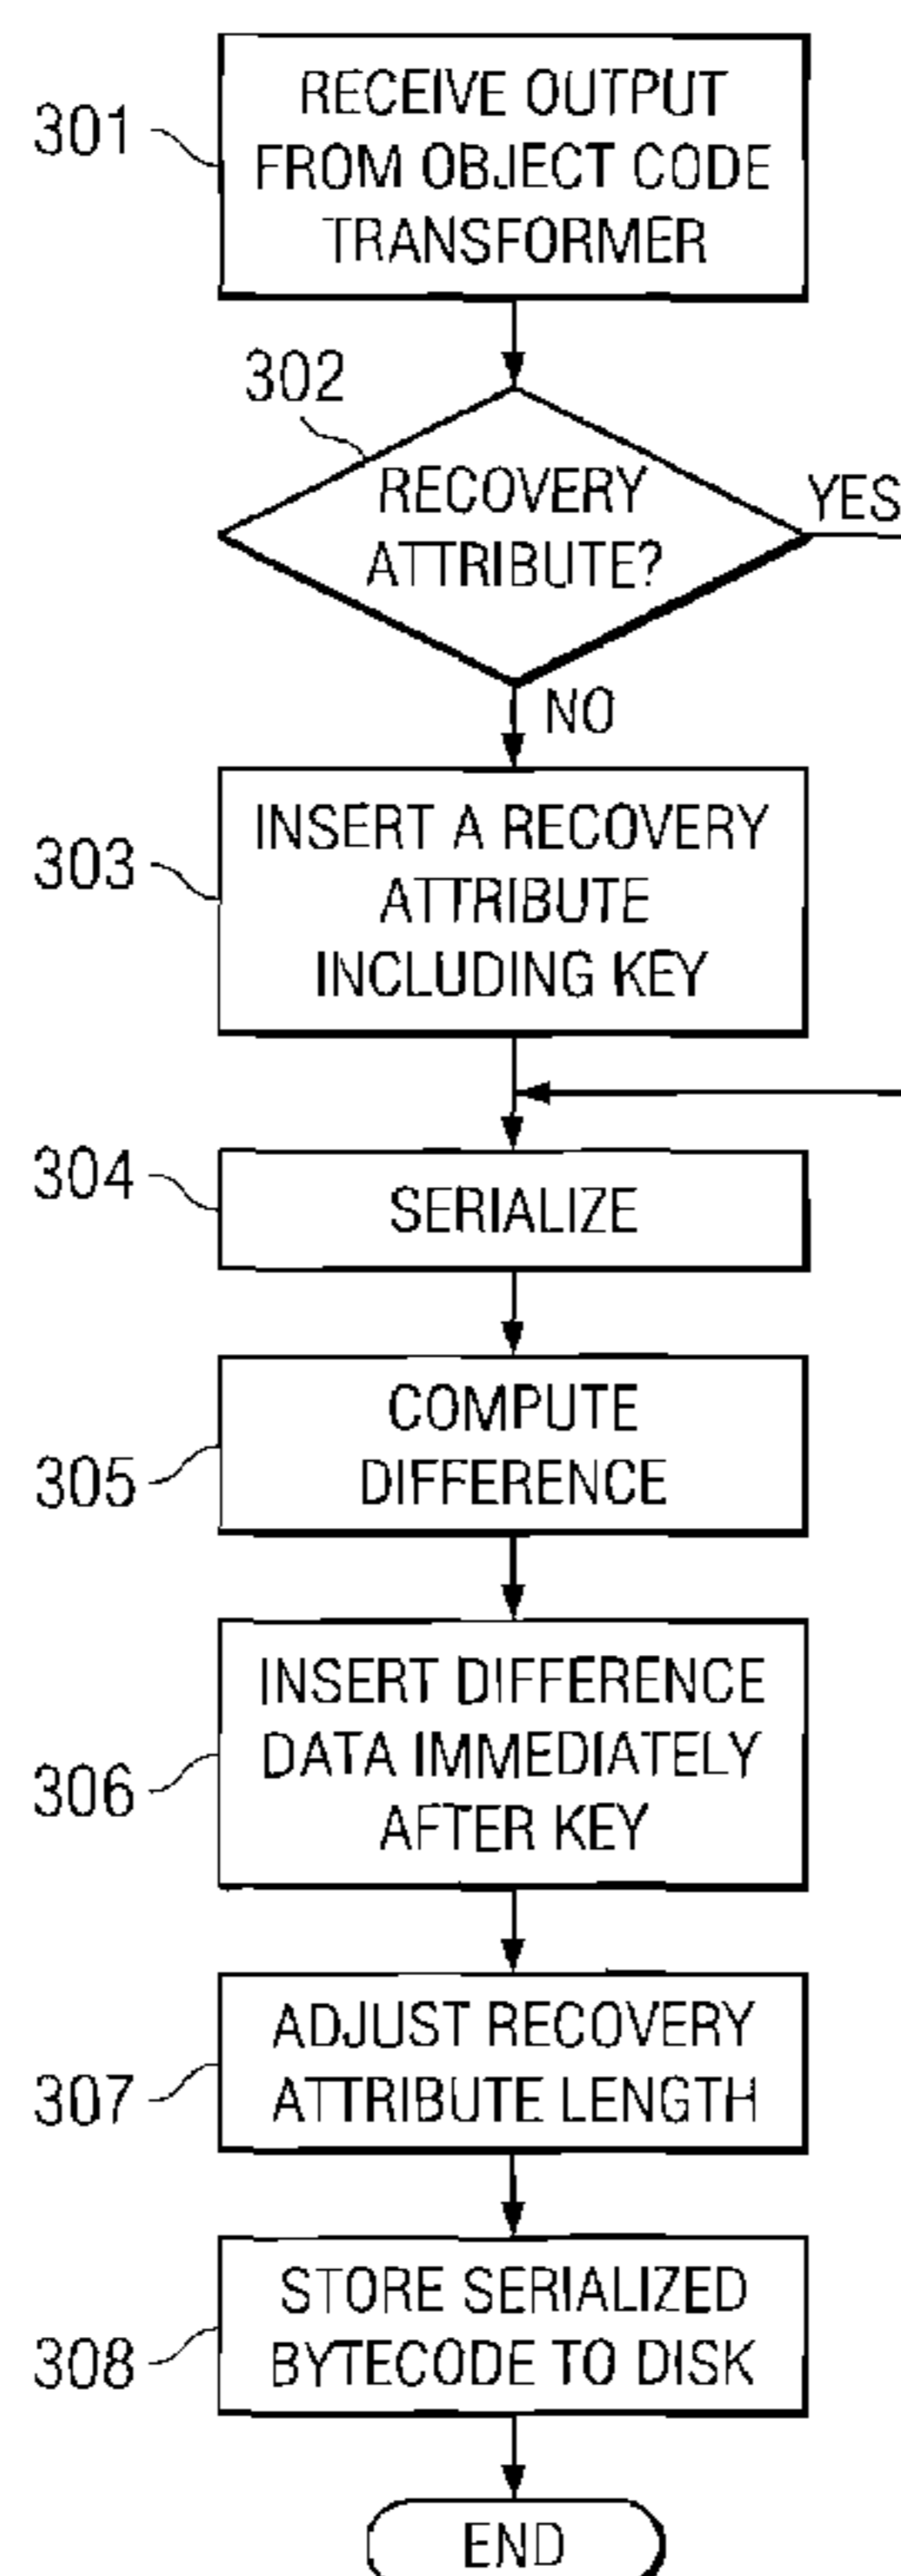 301
RECEIVE OUTPUT
FROM OBJECT CODE
TRANSFORMER
302
RECOVERY
ATTRIBUTE?
YES
NO
303
INSERT A RECOVERY
ATTRIBUTE
INCLUDING KEY
304
SERIALIZE
305
COMPUTE
DIFFERENCE
306
INSERT DIFFERENCE
DATA IMMEDIATELY
AFTER KEY
307
ADJUST RECOVERY
ATTRIBUTE LENGTH
308
STORE SERIALIZED
BYTECODE TO DISK
END